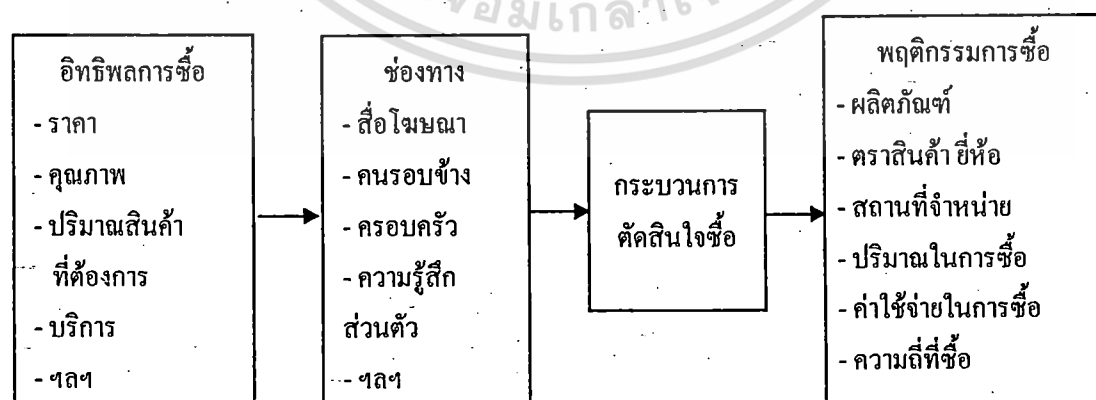 อิทธิพลการซื้อ
- ราคา
- คุณภาพ
- ปริมาณสินค้า
ที่ต้องการ
- บริการ
- ฯลฯ
ช่องทาง
- สื่อโฆษณา
- คนรอบข้าง
- ครอบครัว
- ความรู้สึก
ส่วนตัว
- ฯลฯ
กระบวนการ
ตัดสินใจซื้อ
พฤติกรรมการซื้อ
- ผลิตภัณฑ์
- ตราสินค้า ยี่ห้อ
- สถานที่จำหน่าย
- ปริมาณในการซื้อ
- ค่าใช้จ่ายในการซื้อ
- ความถี่ที่ซื้อ